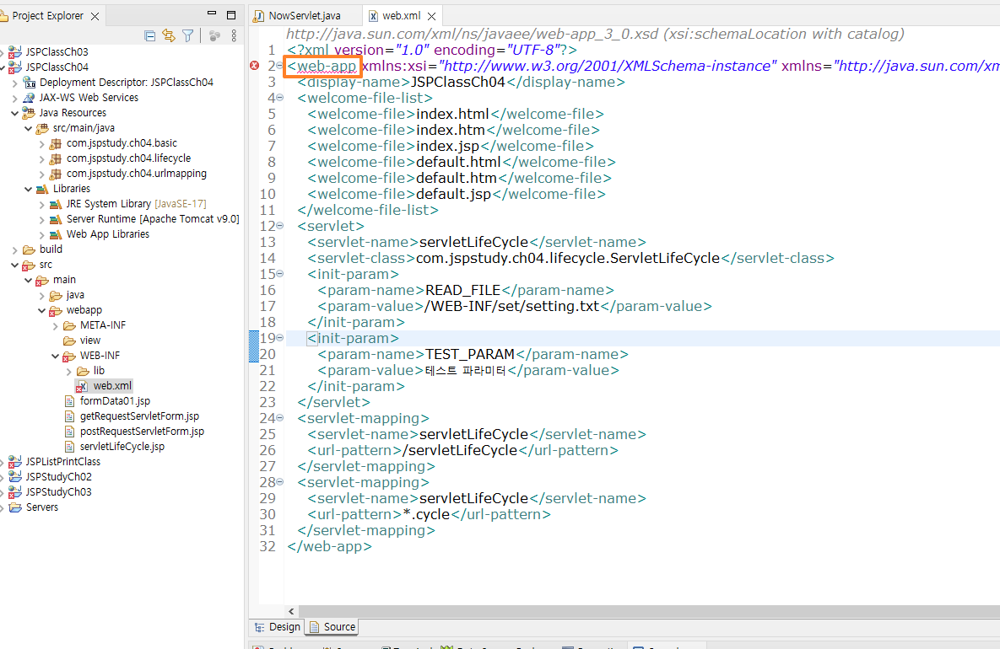 Project Explorer
JSPClassCh03
JSPClassCh04
Deployment Descriptor: JSPClassCh04
JAX-WS Web Services
Java Resources
src/main/java
com.jspstudy.ch04.basic
com.jspstudy.ch04.lifecycle
com.jspstudy.ch04.urlmapping
Libraries
JRE System Library [JavaSE-17]
Server Runtime [Apache Tomcat v9.0]
Web App Libraries
build
src
main
java
webapp
META-INF
view
WEB-INF
lib
web.xml
formData01.jsp
getRequestServletForm.jsp
postRequestServletForm.jsp
servletLifeCycle.jsp
JSPListPrintClass
JSPStudyCh02
JSPStudyCh03
Servers
NowServlet.java
web.xml
http://java.sun.com/xml/ns/javaee/web-app_3_0.xsd (xsi:schemaLocation with catalog)
1 <?xml version="1.0" encoding="UTF-8"?>
2 <web-app xmlns:xsi="http://www.w3.org/2001/XMLSchema-instance" xmlns="http://java.sun.com/xm
3 <display-name>JSPClassCh04</display-name>
4 <welcome-file-list>
5 <welcome-file>index.html</welcome-file>
6 <welcome-file>index.htm</welcome-file>
7 <welcome-file>index.jsp</welcome-file>
8 <welcome-file>default.html</welcome-file>
9 <welcome-file>default.htm</welcome-file>
10 <welcome-file>default.jsp</welcome-file>
11 </welcome-file-list>
12 <servlet>
13 <servlet-name>servletLifeCycle</servlet-name>
14 <servlet-class>com.jspstudy.ch04.lifecycle.ServletLifeCycle</servlet-class>
15 <init-param>
16 <param-name>READ_FILE</param-name>
17 <param-value>/WEB-INF/set/setting.txt</param-value>
18 </init-param>
19 <init-param>
20 <param-name>TEST_PARAM</param-name>
21 <param-value>테스트 파라미터</param-value>
22 </init-param>
23 </servlet>
24 <servlet-mapping>
25 <servlet-name>servletLifeCycle</servlet-name>
26 <url-pattern>/servletLifeCycle</url-pattern>
27 </servlet-mapping>
28 <servlet-mapping>
29 <servlet-name>servletLifeCycle</servlet-name>
30 <url-pattern>*.cycle</url-pattern>
31 </servlet-mapping>
32 </web-app>
Design
Source